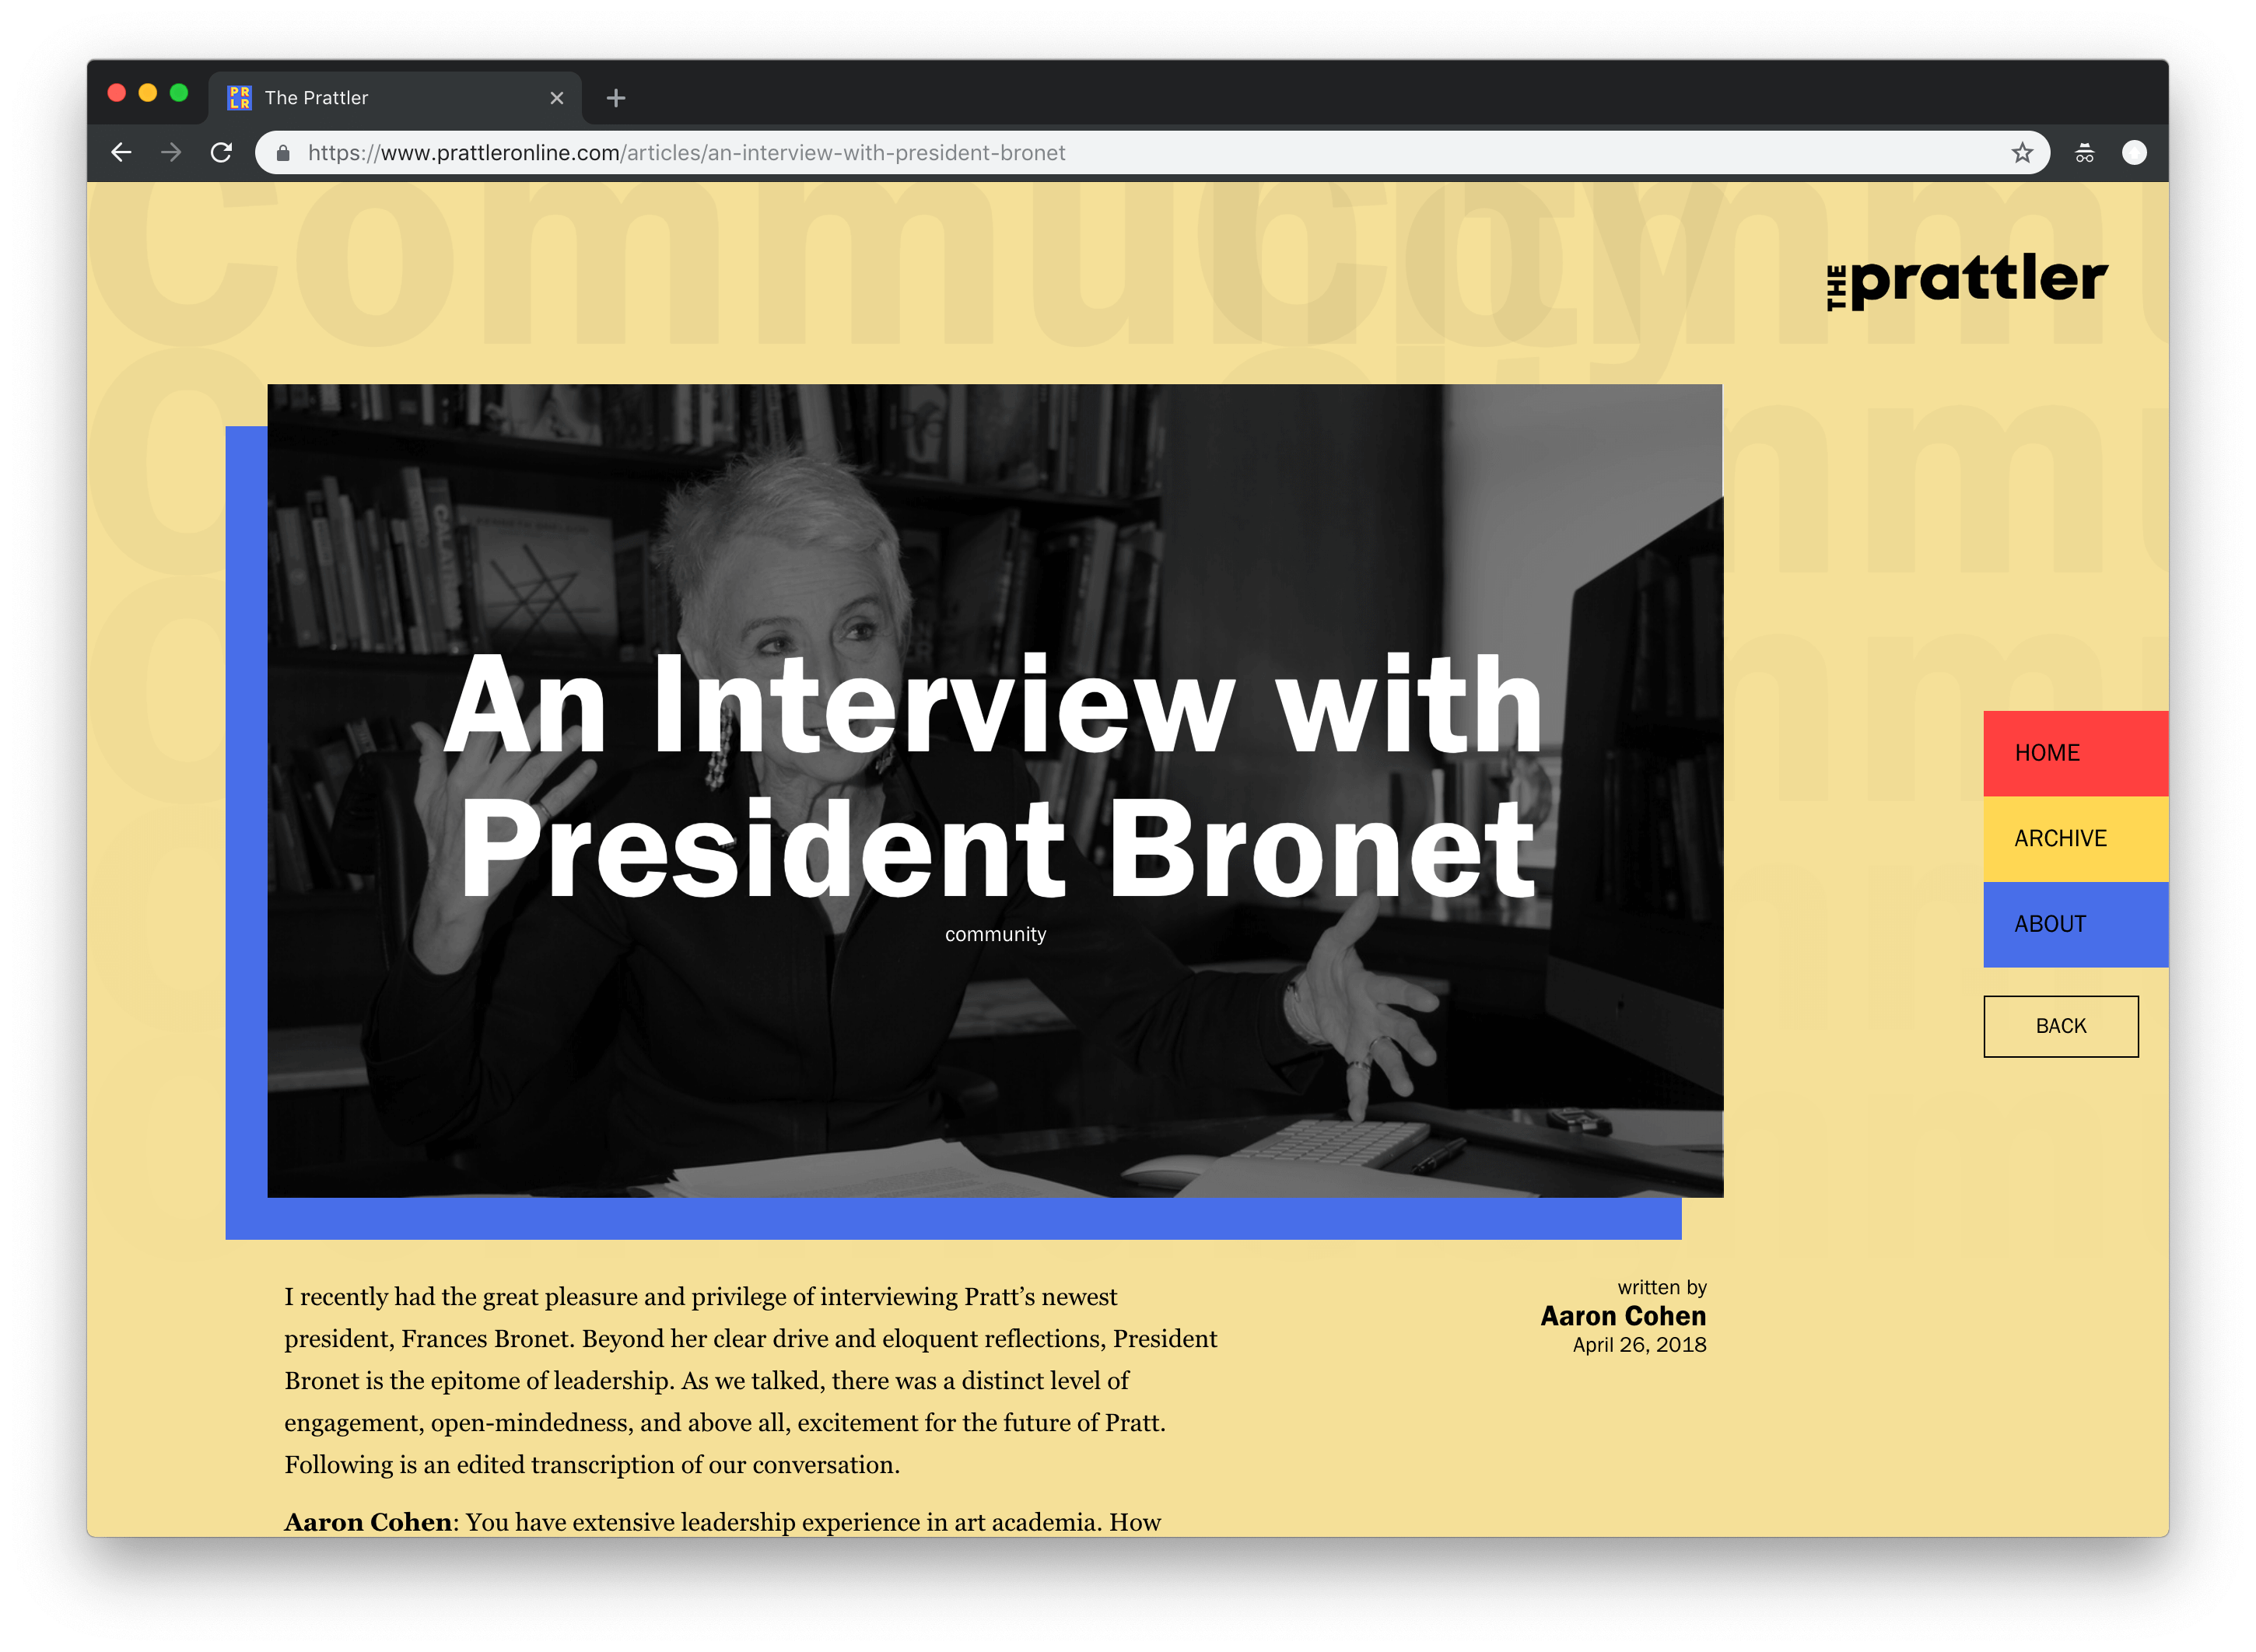 PR
LR
The Prattler
https://www.prattleronline.com/articles/an-interview-with-president-bronet
Community
Commu
THE prattler
An Interview with
President Bronet
community
HOME
ARCHIVE
ABOUT
BACK
I recently had the great pleasure and privilege of interviewing Pratt’s newest
president, Frances Bronet. Beyond her clear drive and eloquent reflections, President
Bronet is the epitome of leadership. As we talked, there was a distinct level of
engagement, open-mindedness, and above all, excitement for the future of Pratt.
Following is an edited transcription of our conversation.
Aaron Cohen: You have extensive leadership experience in art academia. How
written by
Aaron Cohen
April 26, 2018